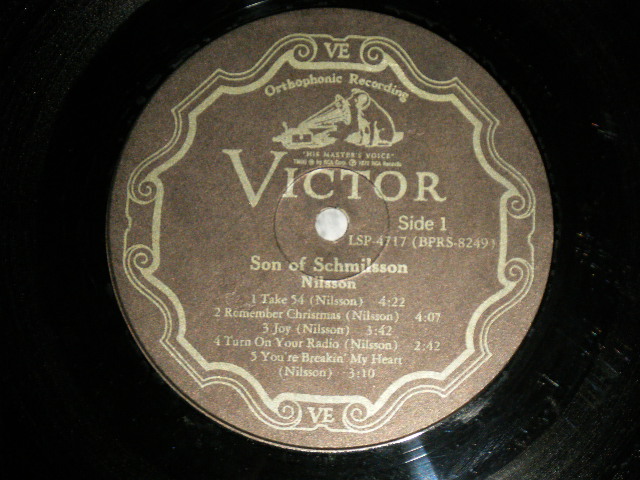 VE
Orthophonic Recording
"HIS MASTER'S VOICE"
VICTOR
Side 1
LSP-4717 (BPRS-8249)
Son of Schmilsson
Nilsson
1 Take 54 (Nilsson) 4:22
2 Remember Christmas (Nilsson) 4:07
3 Joy (Nilsson) 3:42
4 Turn On Your Radio (Nilsson) 2:42
5 You're Breakin' My Heart
(Nilsson) 3:10
VE